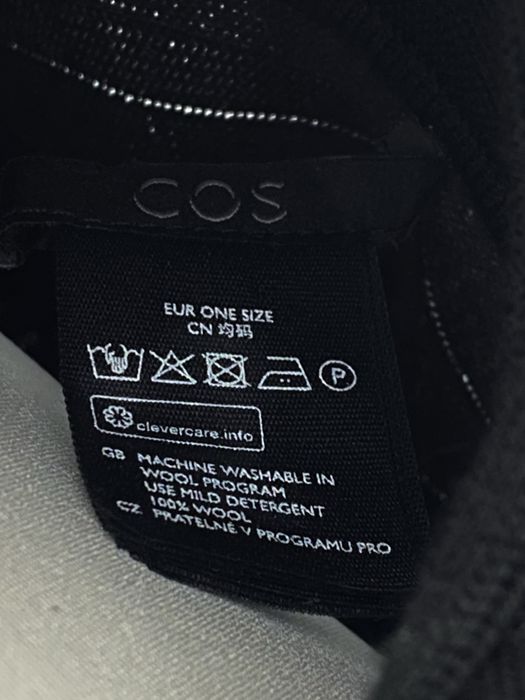 COS
EUR ONE SIZE
CN 均码
P
clevercare.info
GB MACHINE WASHABLE IN
WOOL PROGRAM
USE MILD DETERGENT
100% WOOL
CZ PRATELNÉ V PROGRAMU PRO